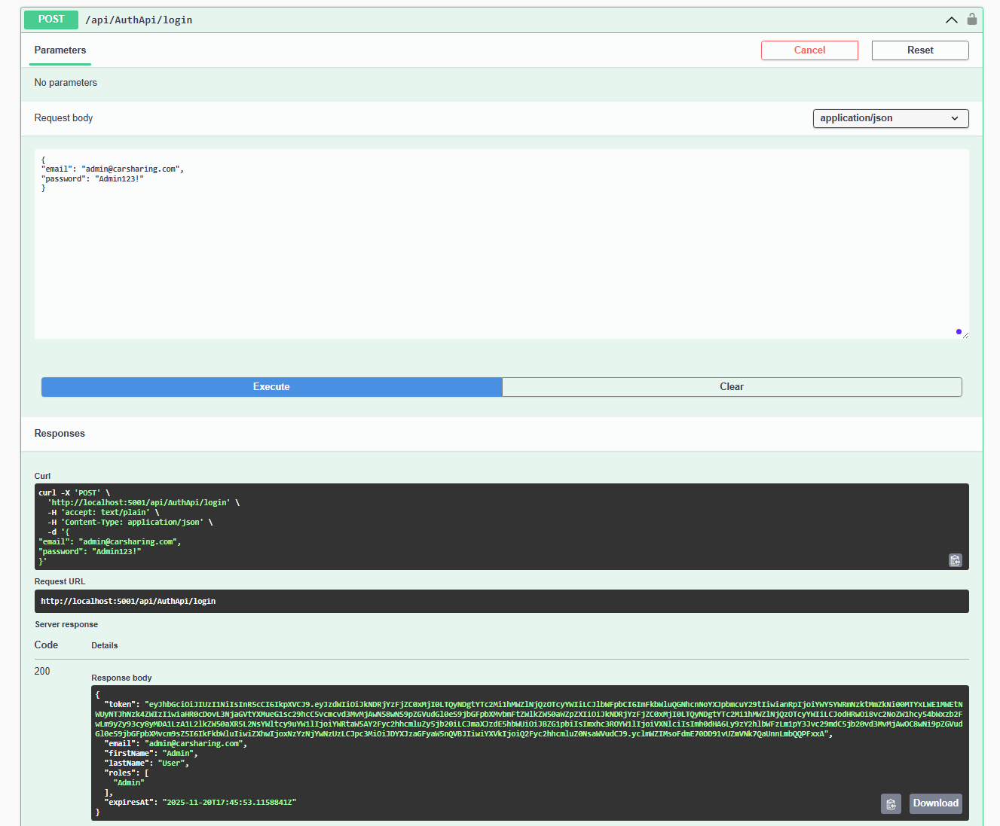 POST /api/AuthApi/login
Parameters
Cancel
Reset
No parameters
Request body
application/json
{
"email": "admin@carsharing.com",
"password": "Admin123!"
}
Execute
Clear
Responses
Curl
curl -X 'POST' \
'http://localhost:5001/api/AuthApi/login' \
-H 'accept: text/plain' \
-H 'Content-Type: application/json' \
-d '{
"email": "admin@carsharing.com",
"password": "Admin123!"
}'
Request URL
http://localhost:5001/api/AuthApi/login
Server response
Code
Details
200
Response body
{
"token":
"email": "admin@carsharing.com",
"firstName": "Admin",
"lastName": "User",
"roles": [
"Admin"
],
"expiresAt": "2025-11-20T17:45:53.1158841Z"
}
Download